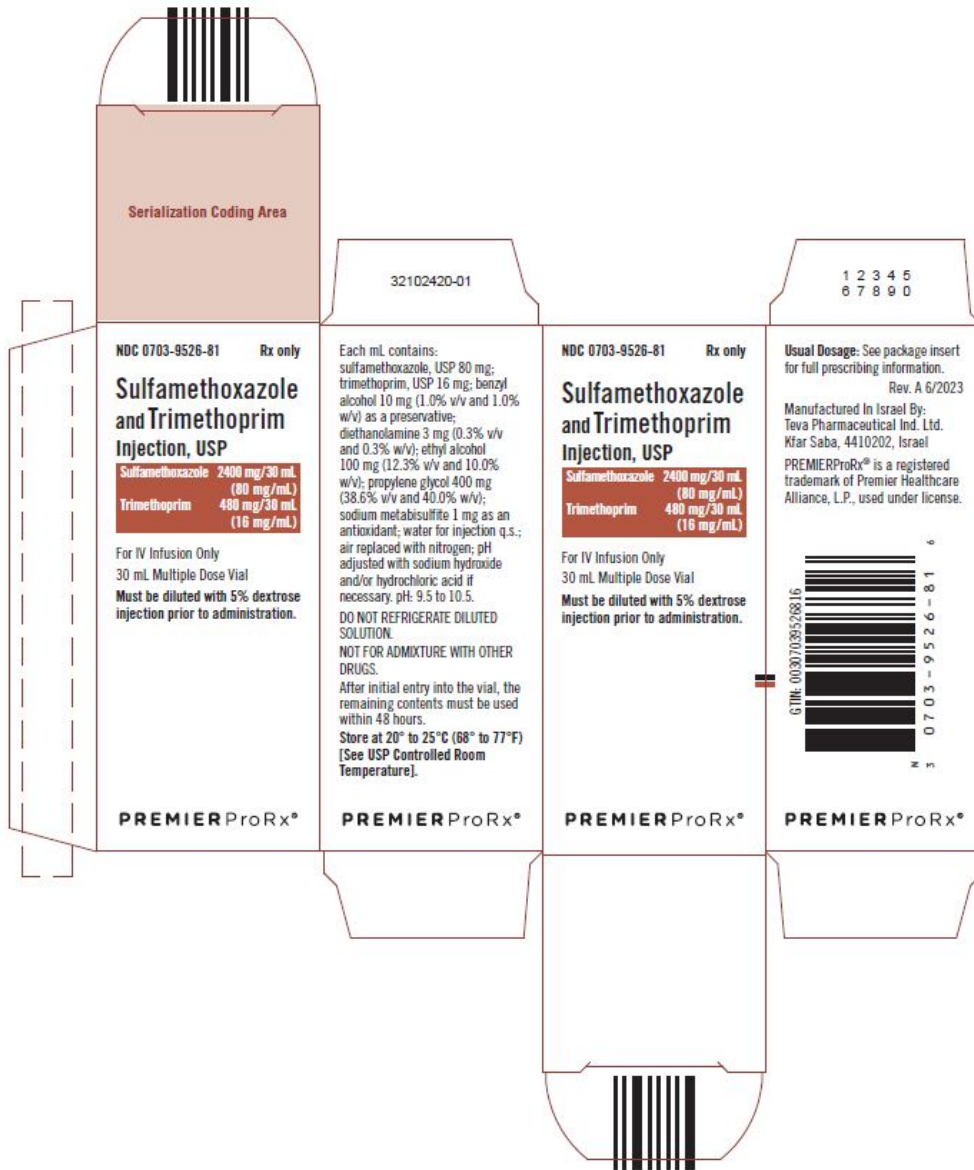 Serialization Coding Area
32102420-01
1 2 3 4 5
6 7 8 9 0
NDC 0703-9526-81 Rx only
Sulfamethoxazole
and Trimethoprim
Injection, USP
Sulfamethoxazole 2400 mg/30 mL
(80 mg/mL)
Trimethoprim 480 mg/30 mL
(16 mg/mL)
For IV Infusion Only
30 mL Multiple Dose Vial
Must be diluted with 5% dextrose
injection prior to administration.
PREMIERProRx®
Each mL contains:
sulfamethoxazole, USP 80 mg;
trimethoprim, USP 16 mg; benzyl
alcohol 10 mg (1.0% v/v and 1.0%
w/v) as a preservative;
diethanolamine 3 mg (0.3% v/v
and 0.3% w/v); ethyl alcohol
100 mg (12.3% v/v and 10.0%
w/v); propylene glycol 400 mg
(38.6% v/v and 40.0% w/v);
sodium metabisulfite 1 mg as an
antioxidant; water for injection q.s.;
air replaced with nitrogen; pH
adjusted with sodium hydroxide
and/or hydrochloric acid if
necessary. pH: 9.5 to 10.5.
DO NOT REFRIGERATE DILUTED
SOLUTION.
NOT FOR ADMIXTURE WITH OTHER
DRUGS.
After initial entry into the vial, the
remaining contents must be used
within 48 hours.
Store at 20° to 25°C (68° to 77°F)
[See USP Controlled Room
Temperature].
PREMIERProRx®
NDC 0703-9526-81 Rx only
Sulfamethoxazole
and Trimethoprim
Injection, USP
Sulfamethoxazole 2400 mg/30 mL
(80 mg/mL)
Trimethoprim 480 mg/30 mL
(16 mg/mL)
For IV Infusion Only
30 mL Multiple Dose Vial
Must be diluted with 5% dextrose
injection prior to administration.
PREMIERProRx®
Usual Dosage: See package insert
for full prescribing information.
Rev. A 6/2023
Manufactured In Israel By:
Teva Pharmaceutical Ind. Ltd.
Kfar Saba, 4410202, Israel
PREMIERProRx® is a registered
trademark of Premier Healthcare
Alliance, L.P., used under license.
GTIN: 00307039526816
N
3 0703-9526-81 6
PREMIERProRx®